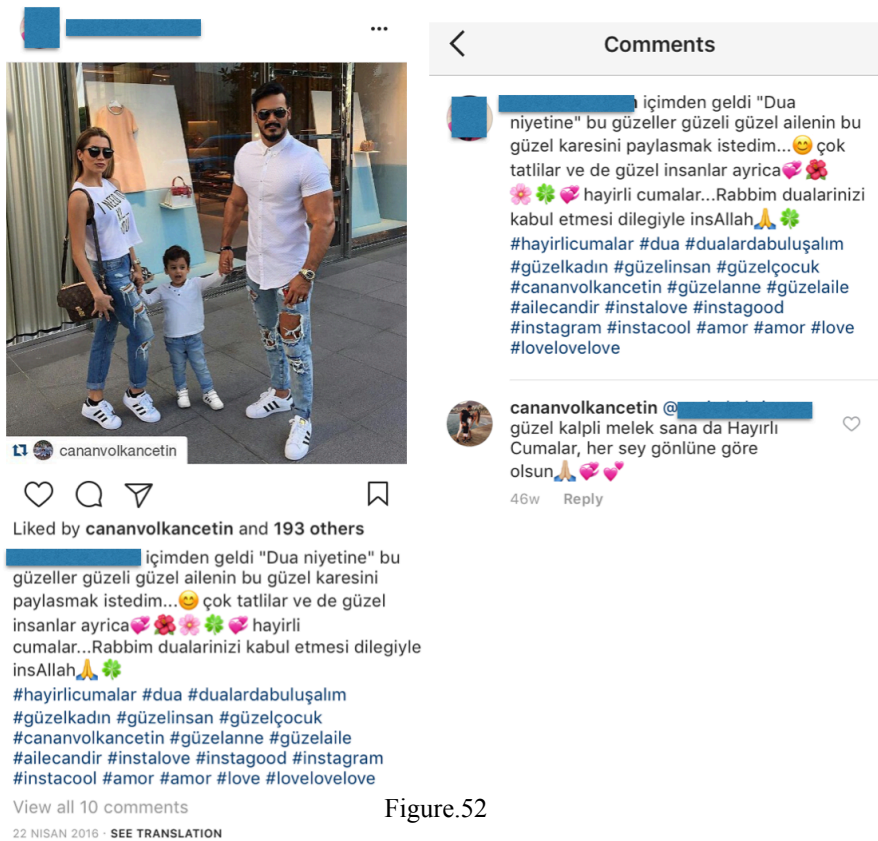 I NEED
cananvolkancetin
Liked by cananvolkancetin and 193 others
içimden geldi "Dua niyetine" bu
güzeller güzeli güzel ailenin bu güzel karesini
paylasmak istedim...😊 çok tatlilar ve de güzel
insanlar ayrica💞🌺🌸🍀💞 hayirli
cumalar...Rabbim dualarinizi kabul etmesi dilegiyle
insAllah🙏🍀
#hayirlicumalar #dua #dualardabuluşalım
#güzelkadın #güzelinsan #güzelçocuk
#cananvolkancetin #güzelanne #güzelaile
#ailecandir #instalove #instagood #instagram
#instacool #amor #amor #love #lovelovelove
View all 10 comments
22 NISAN 2016 · SEE TRANSLATION
Comments
içimden geldi "Dua
niyetine" bu güzeller güzeli güzel ailenin bu
güzel karesini paylasmak istedim...😊 çok
tatlilar ve de güzel insanlar ayrica💞🌺
🌸🍀💞 hayirli cumalar...Rabbim dualarinizi
kabul etmesi dilegiyle insAllah🙏🍀
#hayirlicumalar #dua #dualardabuluşalım
#güzelkadın #güzelinsan #güzelçocuk
#cananvolkancetin #güzelanne #güzelaile
#ailecandir #instalove #instagood
#instagram #instacool #amor #amor #love
#lovelovelove
cananvolkancetin @
güzel kalpli melek sana da Hayırlı
Cumalar, her sey gönlüne göre
olsun🙏🏼💞💕
46w Reply
Figure.52